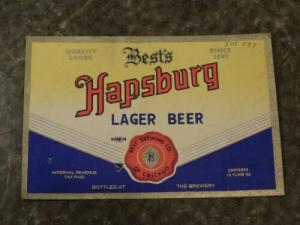 QUALITY
LAGER
Best's
SINCE
1891
Hapsburg
LAGER BEER
BEST BREWING CO.
OF CHICAGO
INTERNAL REVENUE
TAX PAID
CONTENTS
12 FLUID OZ.
BOTTLED AT THE BREWERY